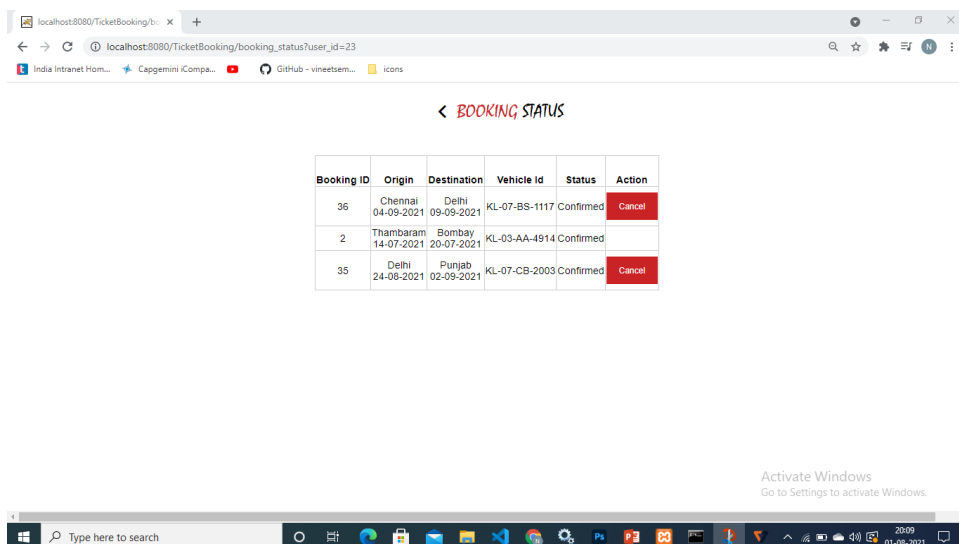 localhost:8080/TicketBooking/bo
localhost:8080/TicketBooking/booking_status?user_id=23
N
India Intranet Hom... Capgemini iCompa... GitHub - vineetsem... icons
BOOKING STATUS
Booking ID Origin Destination Vehicle Id Status Action
36 Chennai 04-09-2021 Delhi 09-09-2021 KL-07-BS-1117 Confirmed Cancel
2 Thambaram 14-07-2021 Bombay 20-07-2021 KL-03-AA-4914 Confirmed
35 Delhi 24-08-2021 Punjab 02-09-2021 KL-07-CB-2003 Confirmed Cancel
Activate Windows
Go to Settings to activate Windows.
Type here to search
Ps
20:09
01-08-2021